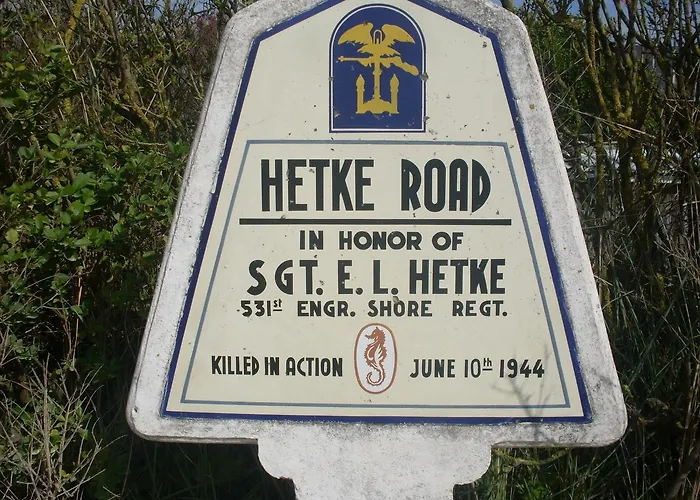 HETKE ROAD
IN HONOR OF
SGT. E. L. HETKE
531st ENGR. SHORE REGT.
KILLED IN ACTION JUNE 10th 1944